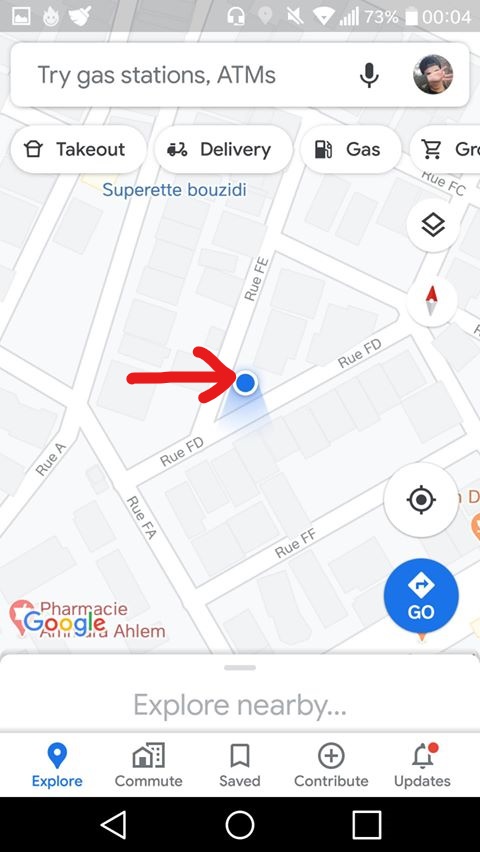 73% 00:04
Try gas stations, ATMs
Takeout Delivery Gas Gro
Rue FC
Superette bouzidi
Rue FE
Rue FD
Rue FD
Rue A
Rue FA
Rue FF
n D
GO
Pharmacie
Google
Ahlem
Explore nearby...
Explore Commute Saved Contribute Updates